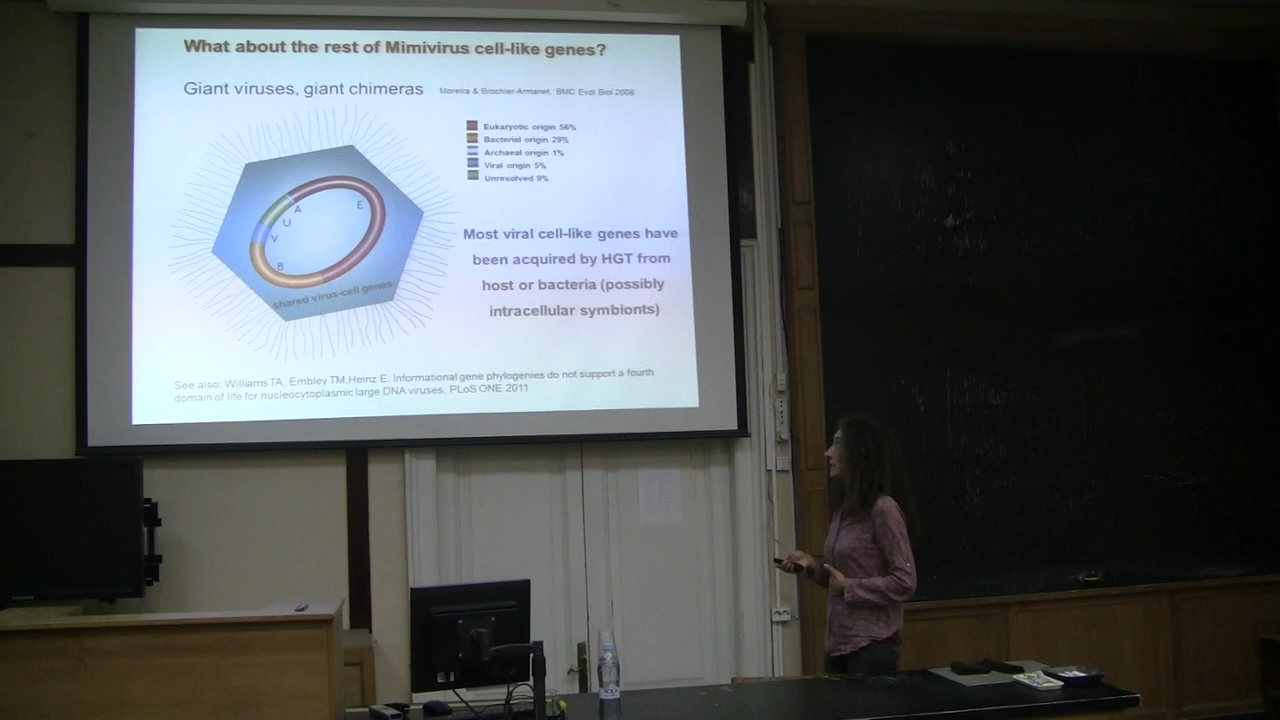 What about the rest of Mimivirus cell-like genes?
Giant viruses, giant chimeras
Moreira & Brochier-Armanet, BMC Evol Biol 2008
Eukaryotic origin 56%
Bacterial origin 29%
Archaeal origin 1%
Viral origin 5%
Unresolved 9%
A
E
U
V
B
shared virus-cell genes
Most viral cell-like genes have
been acquired by HGT from
host or bacteria (possibly
intracellular symbionts)
See also: Williams TA, Embley TM,Heinz E. Informational gene phylogenies do not support a fourth
domain of life for nucleocytoplasmic large DNA viruses. PLoS ONE 2011
SAMSUNG